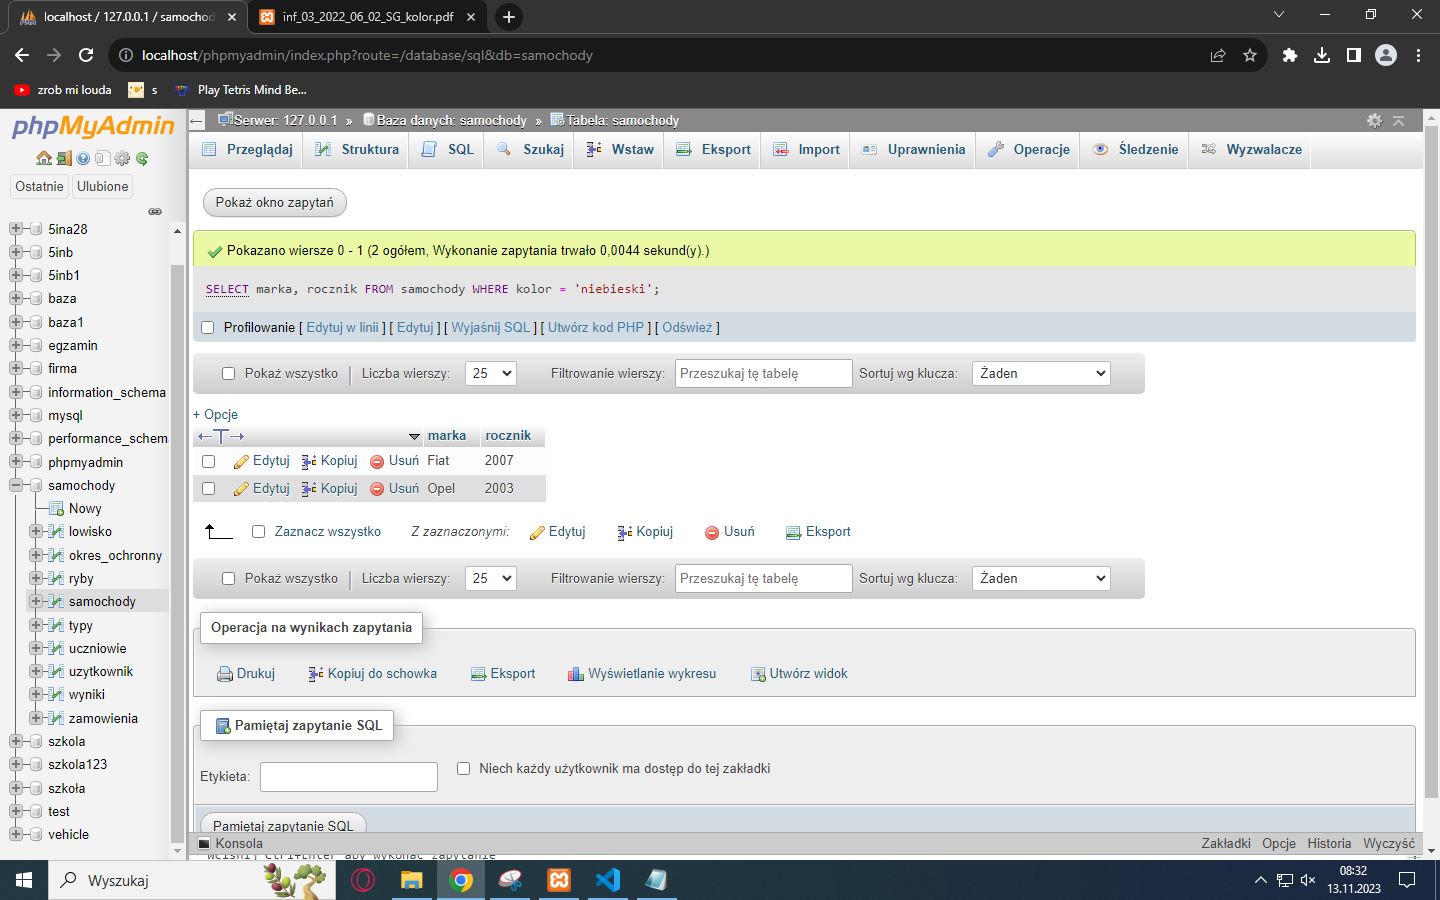 localhost / 127.0.0.1 / samochod
inf_03_2022_06_02_SG_kolor.pdf
localhost/phpmyadmin/index.php?route=/database/sql&db=samochody
zrob mi louda
s
Play Tetris Mind Be...
phpMyAdmin
Ostatnie
Ulubione
5ina28
5inb
5inb1
baza
baza1
egzamin
firma
information_schema
mysql
performance_schem
phpmyadmin
samochody
Nowy
lowisko
okres_ochronny
ryby
samochody
typy
uczniowie
uzytkownik
wyniki
zamowienia
szkola
szkola123
szkoła
test
vehicle
Serwer: 127.0.0.1 » Baza danych: samochody » Tabela: samochody
Przeglądaj Struktura SQL Szukaj Wstaw Eksport Import Uprawnienia Operacje Śledzenie Wyzwalacze
Pokaż okno zapytań
Pokazano wiersze 0 - 1 (2 ogółem, Wykonanie zapytania trwało 0,0044 sekund(y).)
SELECT marka, rocznik FROM samochody WHERE kolor = 'niebieski';
Profilowanie [ Edytuj w linii ] [ Edytuj ] [ Wyjaśnij SQL ] [ Utwórz kod PHP ] [ Odśwież ]
Pokaż wszystko | Liczba wierszy: 25 Filtrowanie wierszy: Przeszukaj tę tabelę Sortuj wg klucza: Żaden
+ Opcje
←T→ marka rocznik
Edytuj Kopiuj Usuń Fiat 2007
Edytuj Kopiuj Usuń Opel 2003
Zaznacz wszystko Z zaznaczonymi: Edytuj Kopiuj Usuń Eksport
Pokaż wszystko | Liczba wierszy: 25 Filtrowanie wierszy: Przeszukaj tę tabelę Sortuj wg klucza: Żaden
Operacja na wynikach zapytania
Drukuj Kopiuj do schowka Eksport Wyświetlanie wykresu Utwórz widok
Pamiętaj zapytanie SQL
Etykieta: Niech każdy użytkownik ma dostęp do tej zakładki
Pamiętaj zapytanie SQL
Konsola Zakładki Opcje Historia Wyczyść
Wciśnij Ctrl+Enter aby wykonać zapytanie
Wyszukaj
08:32
13.11.2023